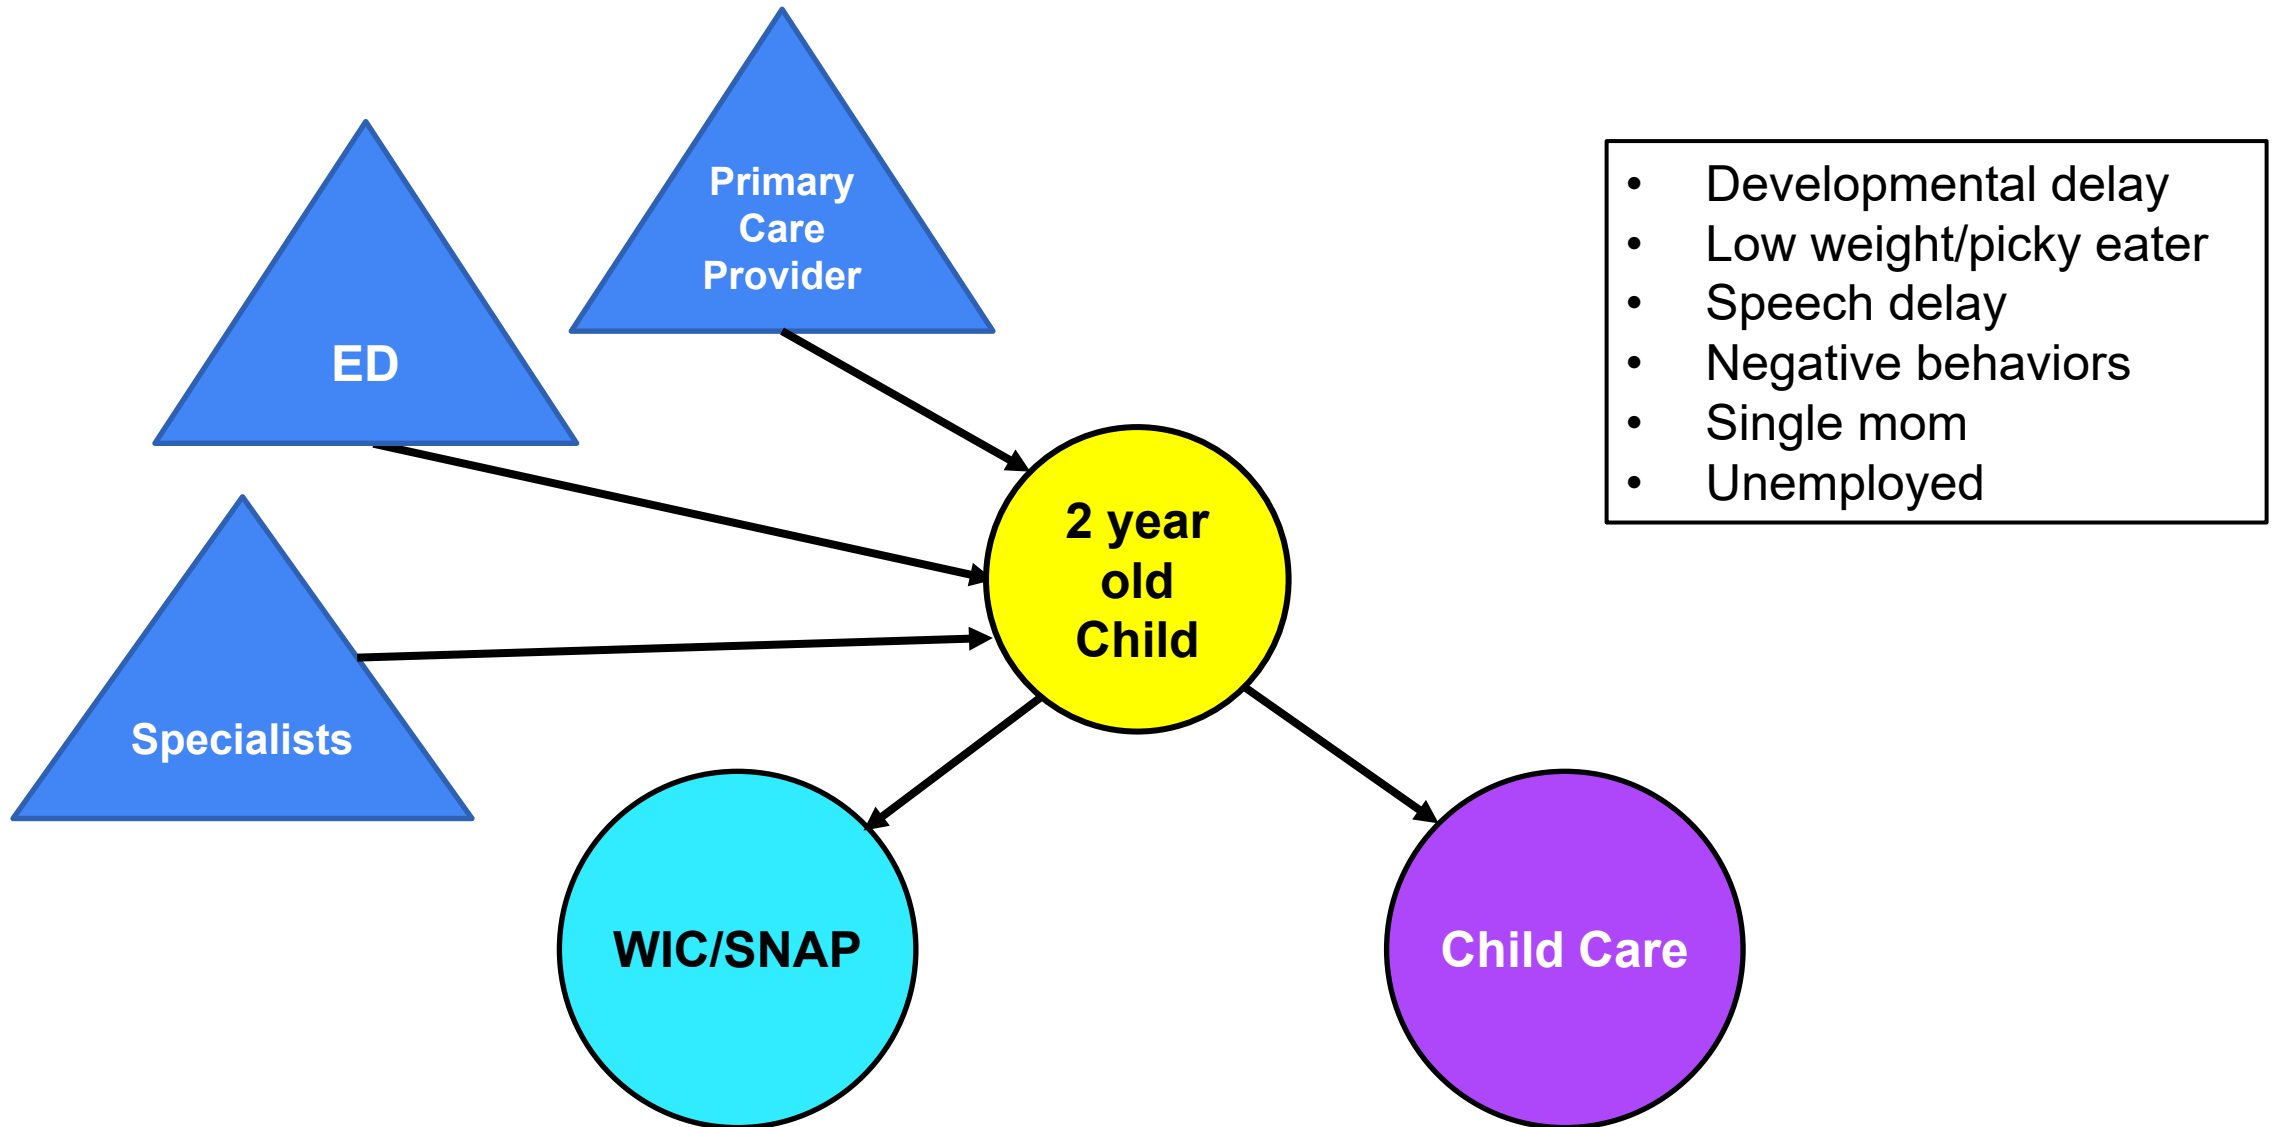 Primary
Care
Provider
ED
Specialists
2 year
old
Child
WIC/SNAP
Child Care
• Developmental delay
• Low weight/picky eater
• Speech delay
• Negative behaviors
• Single mom
• Unemployed